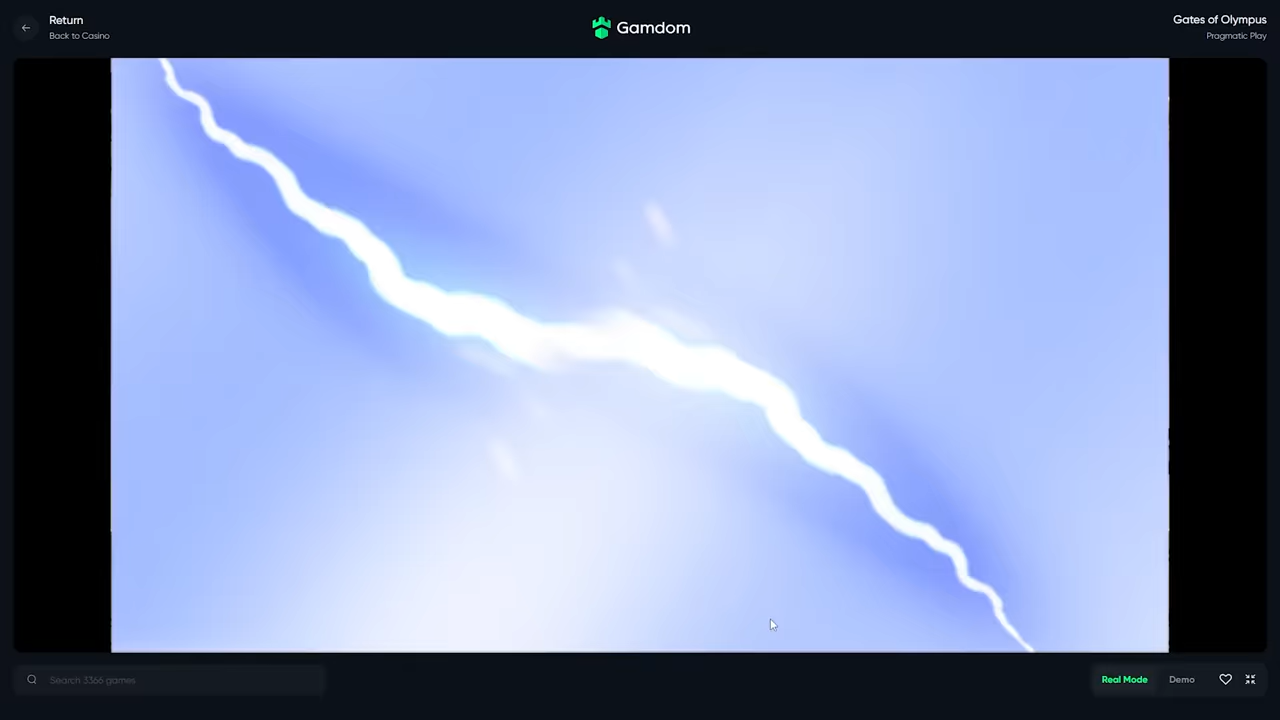 Return
Back to Casino
Gamdom
Gates of Olympus
Pragmatic Play
Search 3366 games
Real Mode
Demo